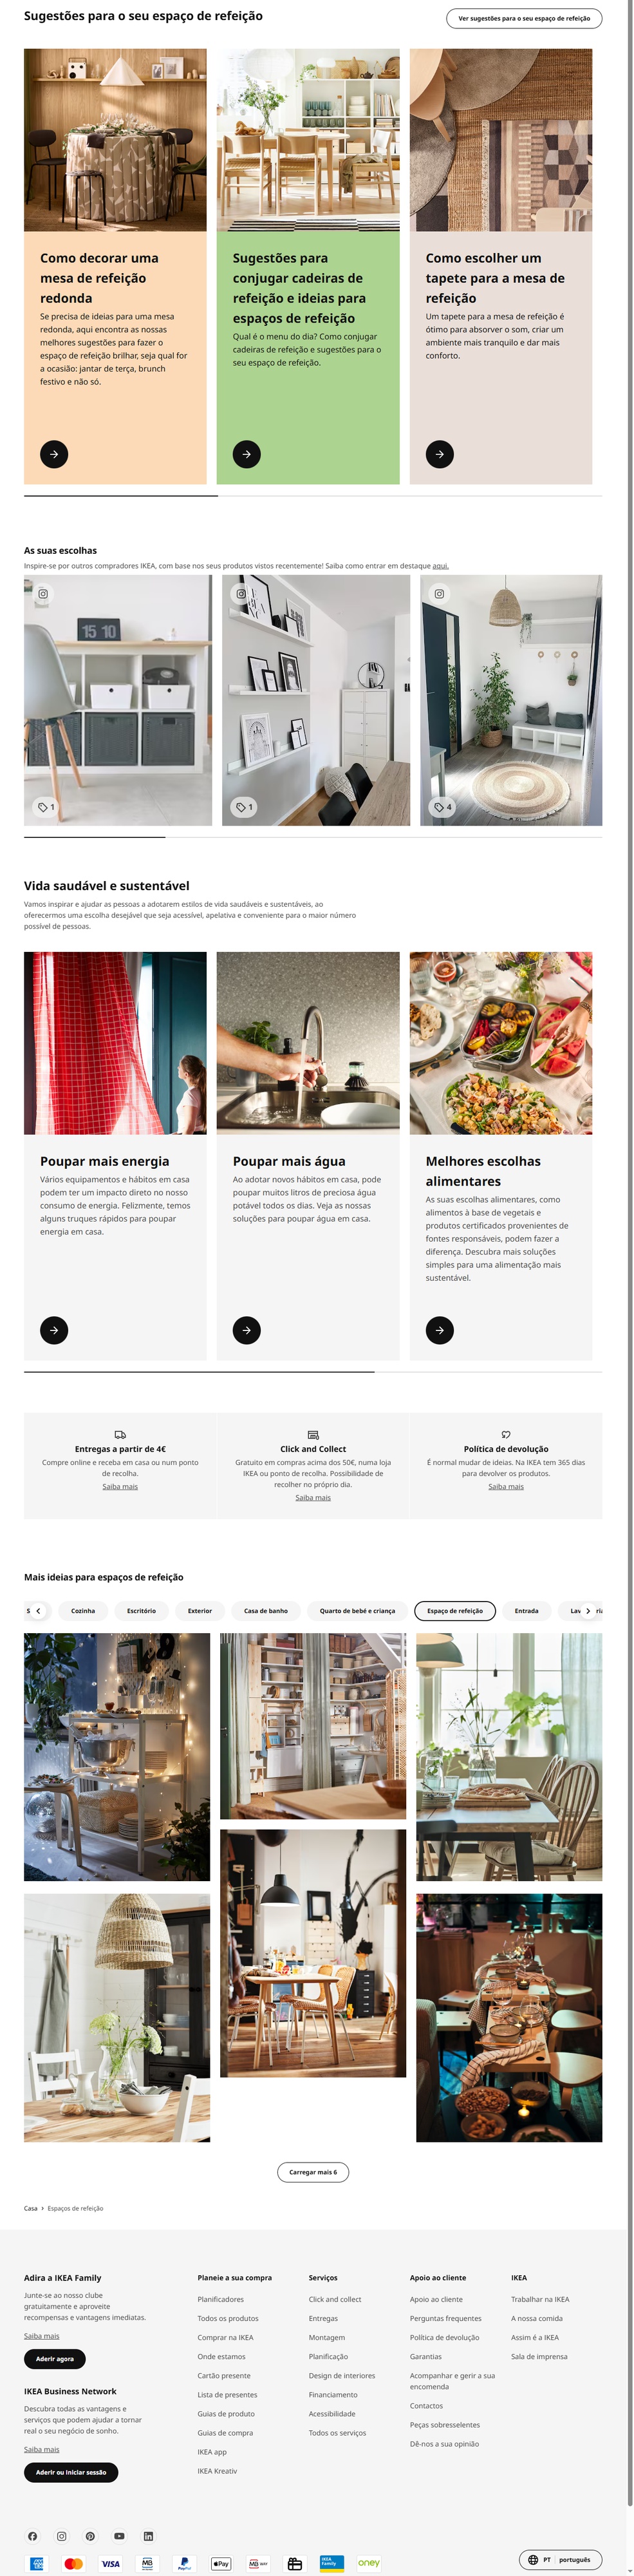 Sugestões para o seu espaço de refeição
Ver sugestões para o seu espaço de refeição
Como decorar uma
mesa de refeição
redonda
Se precisa de ideias para uma mesa
redonda, aqui encontra as nossas
melhores sugestões para fazer o
espaço de refeição brilhar, seja qual for
a ocasião: jantar de terça, brunch
festivo e não só.
Sugestões para
conjugar cadeiras de
refeição e ideias para
espaços de refeição
Qual é o menu do dia? Como conjugar
cadeiras de refeição e sugestões para o
seu espaço de refeição.
Como escolher um
tapete para a mesa de
refeição
Um tapete para a mesa de refeição é
ótimo para absorver o som, criar um
ambiente mais tranquilo e dar mais
conforto.
As suas escolhas
Inspire-se por outros compradores IKEA, com base nos seus produtos vistos recentemente! Saiba como entrar em destaque aqui.
15 10
1
1
4
Vida saudável e sustentável
Vamos inspirar e ajudar as pessoas a adotarem estilos de vida saudáveis e sustentáveis, ao
oferecermos uma escolha desejável que seja acessível, apelativa e conveniente para o maior número
possível de pessoas.
Poupar mais energia
Vários equipamentos e hábitos em casa
podem ter um impacto direto no nosso
consumo de energia. Felizmente, temos
alguns truques rápidos para poupar
energia em casa.
Poupar mais água
Ao adotar novos hábitos em casa, pode
poupar muitos litros de preciosa água
potável todos os dias. Veja as nossas
soluções para poupar água em casa.
Melhores escolhas
alimentares
As suas escolhas alimentares, como
alimentos à base de vegetais e
produtos certificados provenientes de
fontes responsáveis, podem fazer a
diferença. Descubra mais soluções
simples para uma alimentação mais
sustentável.
Entregas a partir de 4€
Compre online e receba em casa ou num ponto
de recolha.
Saiba mais
Click and Collect
Gratuito em compras acima dos 50€, numa loja
IKEA ou ponto de recolha. Possibilidade de
recolher no próprio dia.
Saiba mais
Política de devolução
É normal mudar de ideias. Na IKEA tem 365 dias
para devolver os produtos.
Saiba mais
Mais ideias para espaços de refeição
Cozinha
Escritório
Exterior
Casa de banho
Quarto de bebé e criança
Espaço de refeição
Entrada
Carregar mais 6
Casa › Espaços de refeição
Adira a IKEA Family
Junte-se ao nosso clube
gratuitamente e aproveite
recompensas e vantagens imediatas.
Saiba mais
Aderir agora
IKEA Business Network
Descubra todas as vantagens e
serviços que podem ajudar a tornar
real o seu negócio de sonho.
Saiba mais
Aderir ou Iniciar sessão
Planeie a sua compra
Planificadores
Todos os produtos
Comprar na IKEA
Onde estamos
Cartão presente
Lista de presentes
Guias de produto
Guias de compra
IKEA app
IKEA Kreativ
Serviços
Click and collect
Entregas
Montagem
Planificação
Design de interiores
Financiamento
Acessibilidade
Todos os serviços
Apoio ao cliente
Apoio ao cliente
Perguntas frequentes
Política de devolução
Garantias
Acompanhar e gerir a sua
encomenda
Contactos
Peças sobresselentes
Dê-nos a sua opinião
IKEA
Trabalhar na IKEA
A nossa comida
Assim é a IKEA
Sala de imprensa
VISA
MB
PayPal
Pay
MB WAY
IKEA
Family
oney
PT
português